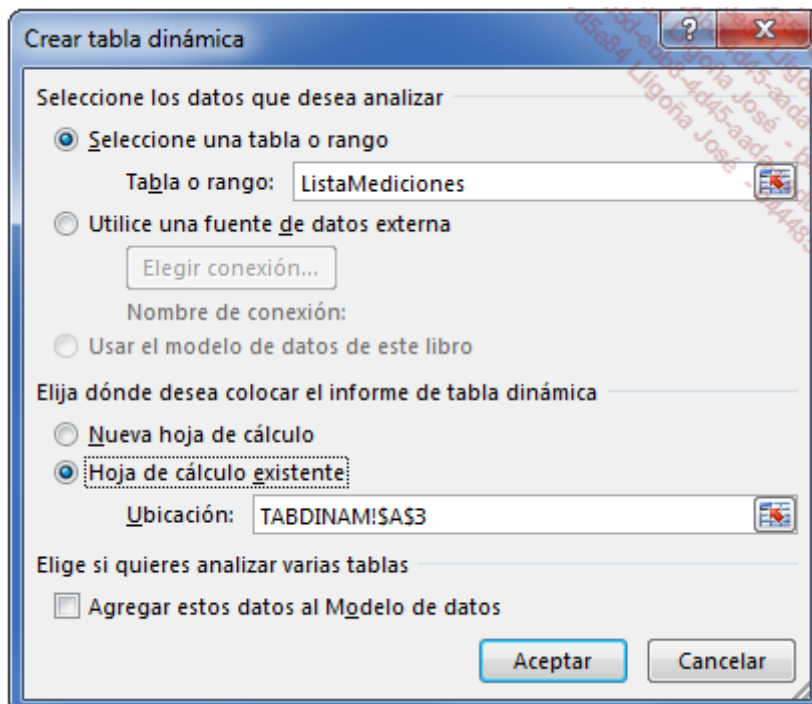 Crear tabla dinámica
?
X
Seleccione los datos que desea analizar
Seleccione una tabla o rango
Tabla o rango: ListaMediciones
Utilice una fuente de datos externa
Elegir conexión...
Nombre de conexión:
Usar el modelo de datos de este libro
Elija dónde desea colocar el informe de tabla dinámica
Nueva hoja de cálculo
Hoja de cálculo existente
Ubicación: TABDINAM!$A$3
Elige si quieres analizar varias tablas
Agregar estos datos al Modelo de datos
Aceptar Cancelar
Lligoña José